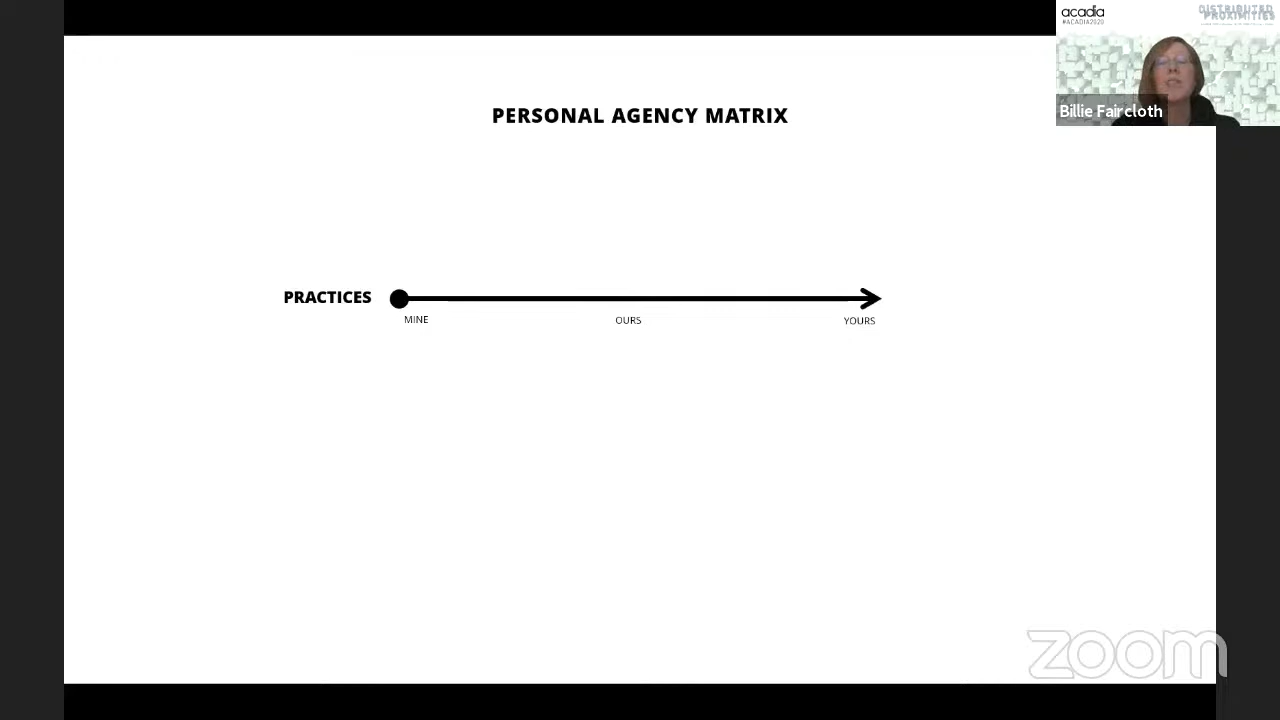 acadia
#ACADIA2020
DISTRIBUTED
PROXIMITIES
Billie Faircloth
PERSONAL AGENCY MATRIX
PRACTICES
MINE
OURS
YOURS
zoom